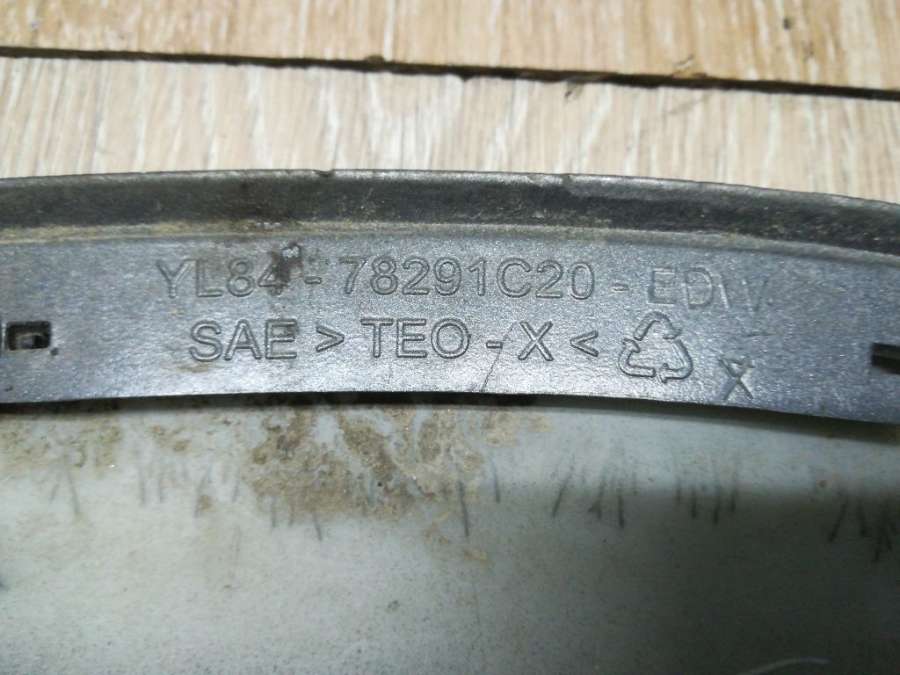 YL84 - 78291C20 - EDW
SAE > TEO - X <
X